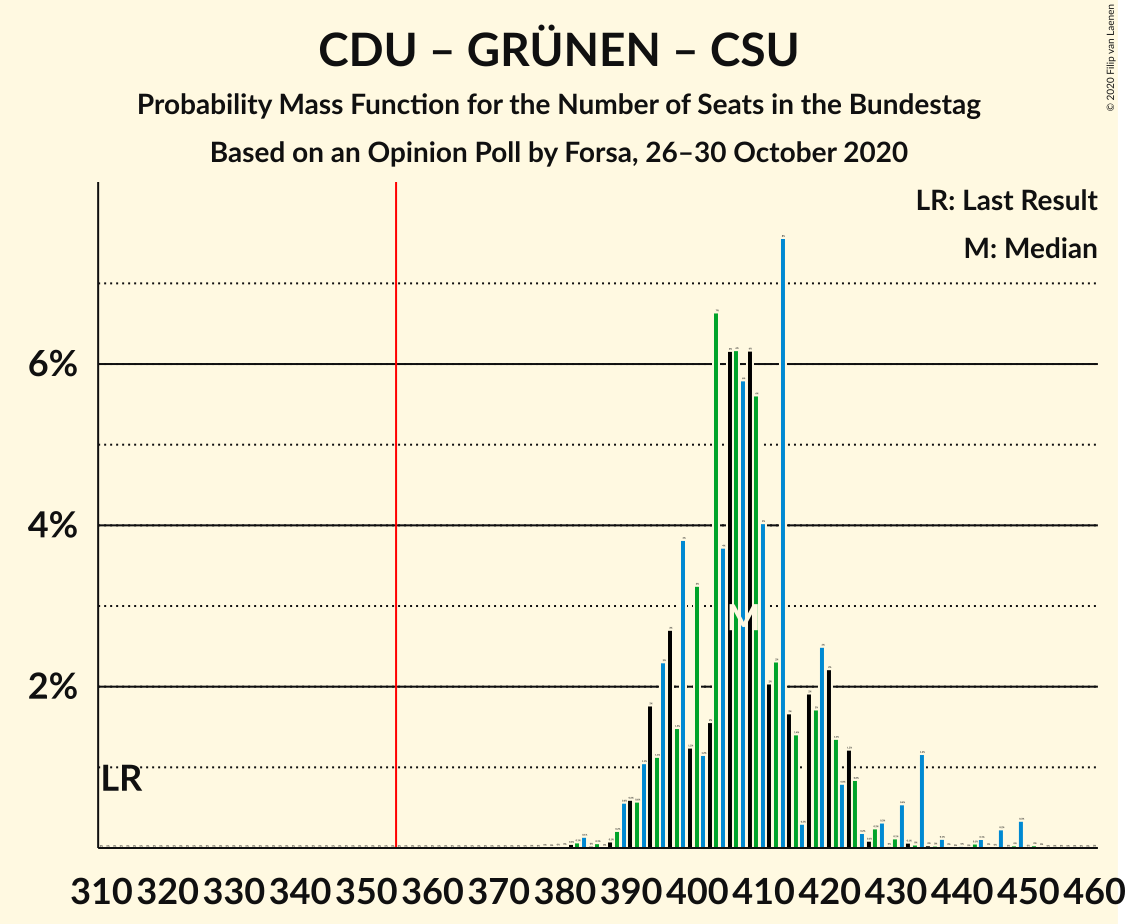 CDU – GRÜNEN – CSU
Probability Mass Function for the Number of Seats in the Bundestag
Based on an Opinion Poll by Forsa, 26–30 October 2020
© 2020 Filip van Laenen
LR: Last Result
M: Median
6%
4%
2%
LR
M
310 320 330 340 350 360 370 380 390 400 410 420 430 440 450 460